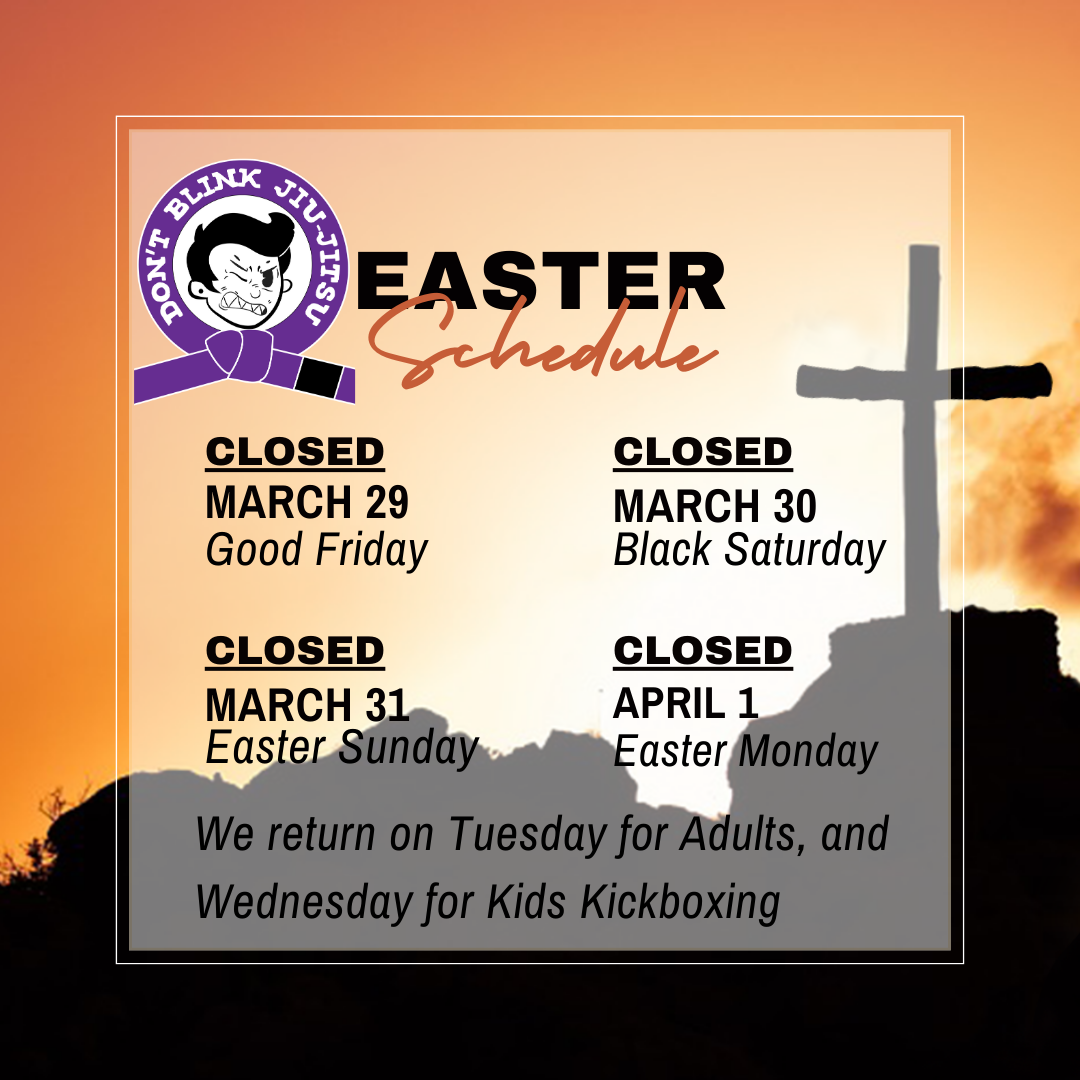 DON'T BLINK JIU-JITSU
EASTER
Schedule
CLOSED
MARCH 29
Good Friday
CLOSED
MARCH 30
Black Saturday
CLOSED
MARCH 31
Easter Sunday
CLOSED
APRIL 1
Easter Monday
We return on Tuesday for Adults, and
Wednesday for Kids Kickboxing